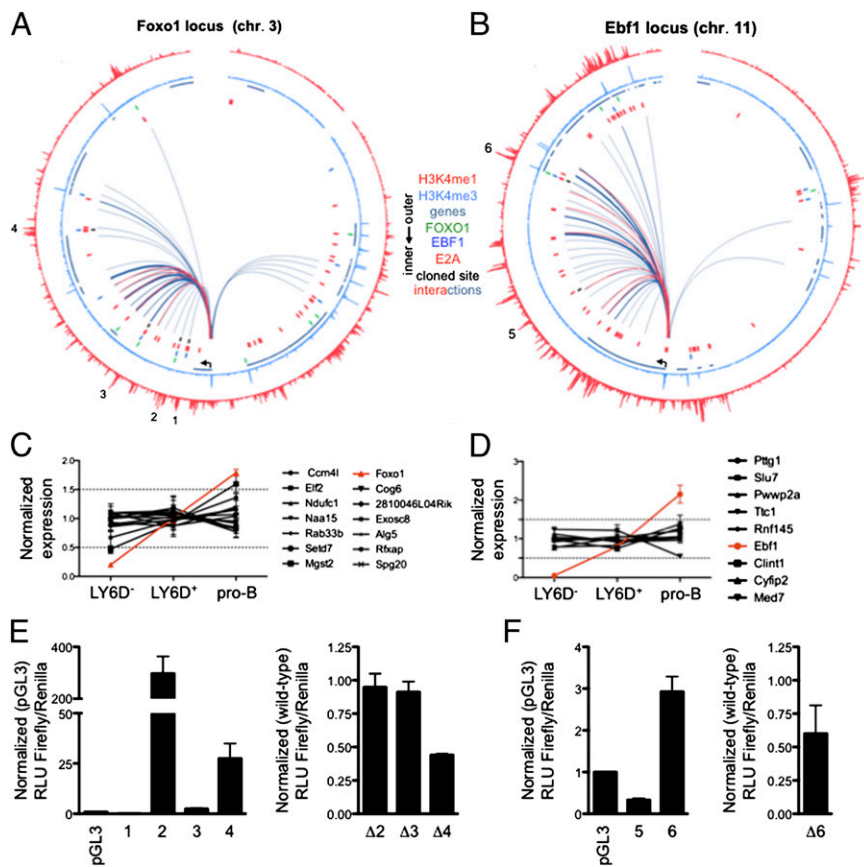 A
Foxo1 locus (chr. 3)
4
3
2
1
B
Ebf1 locus (chr. 11)
6
5
H3K4me1
H3K4me3
genes
FOXO1
EBF1
E2A
cloned site
interactions
inner ← outer
C
Normalized expression
2.0
1.5
1.0
0.5
0.0
LY6D-
LY6D+
pro-B
Ccrn4l
Elf2
Ndufc1
Naa15
Rab33b
Setd7
Mgst2
Foxo1
Cog6
2810046L04Rik
Exosc8
Alg5
Rfxap
Spg20
D
Normalized expression
3
2
1
0
LY6D-
LY6D+
pro-B
Pttg1
Slu7
Pwwp2a
Ttc1
Rnf145
Ebf1
Clint1
Cyfip2
Med7
E
Normalized (pGL3)
RLU Firefly/Renilla
400
300
200
50
25
0
pGL3
1
2
3
4
Normalized (wild-type)
RLU Firefly/Renilla
1.25
1.00
0.75
0.50
0.25
0.00
Δ2
Δ3
Δ4
F
Normalized (pGL3)
RLU Firefly/Renilla
4
3
2
1
0
pGL3
5
6
Normalized (wild-type)
RLU Firefly/Renilla
1.25
1.00
0.75
0.50
0.25
0.00
Δ6